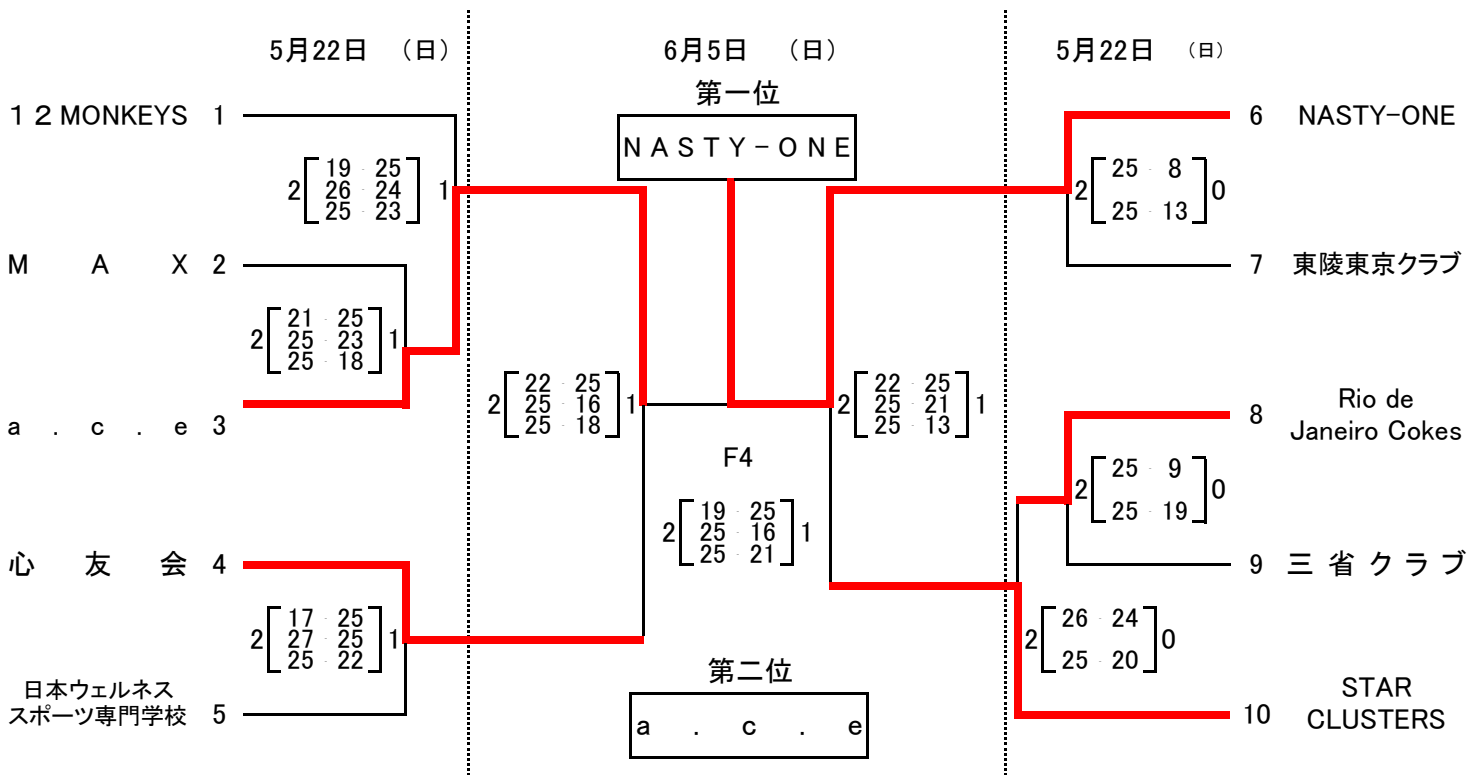 5月22日 （日）
6月5日 （日）
5月22日 （日）
第一位
NASTY-ONE
１２MONKEYS 1
2 19 - 25 1
26 - 24
25 - 23
MAX 2
2 21 - 25 1
25 - 23
25 - 18
a.c.e 3
心友会 4
2 17 - 25 1
27 - 25
25 - 22
日本ウェルネス
スポーツ専門学校 5
2 22 - 25 1
25 - 16
25 - 18
F4
2 19 - 25 1
25 - 16
25 - 21
2 22 - 25 1
25 - 21
25 - 13
第二位
a.c.e
6 NASTY-ONE
2 25 - 8 0
25 - 13
7 東陵東京クラブ
8 Rio de
Janeiro Cokes
2 25 - 9 0
25 - 19
9 三省クラブ
2 26 - 24 0
25 - 20
10 STAR
CLUSTERS